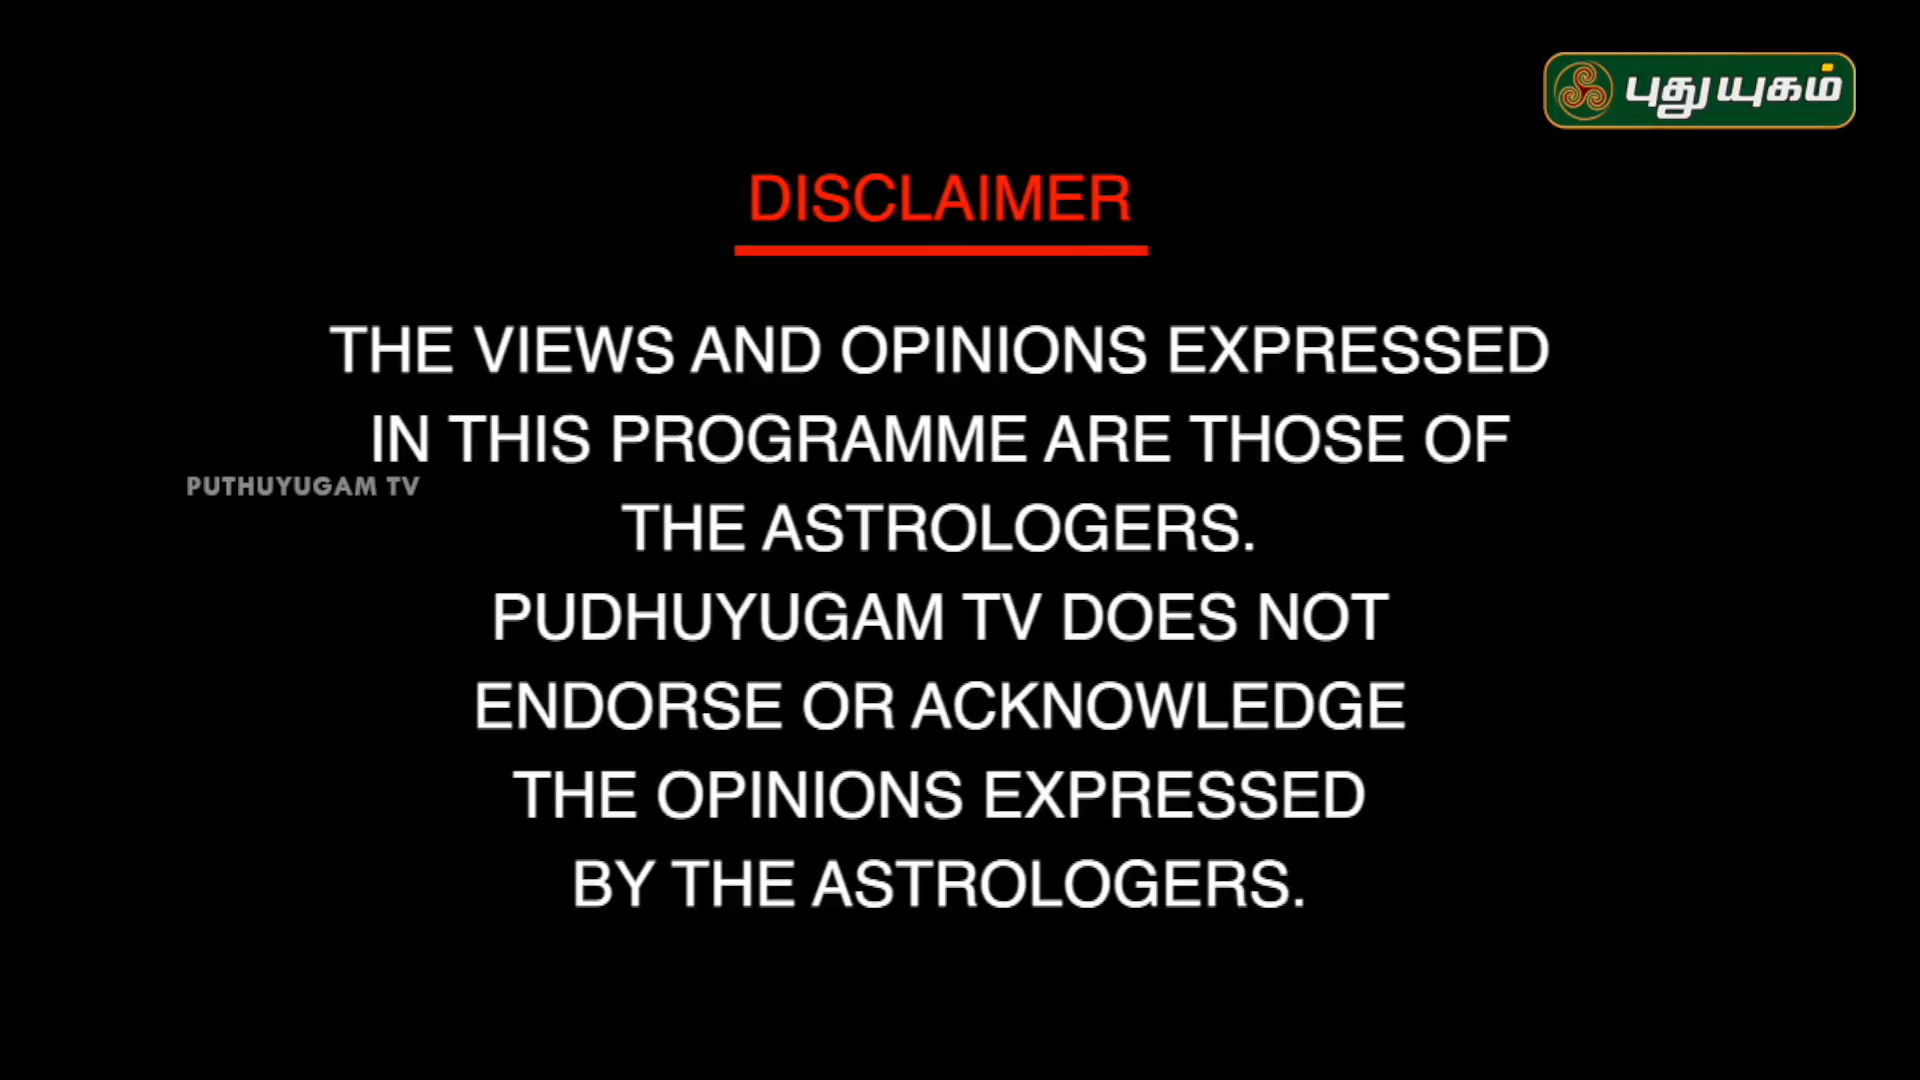 புதுயுகம்
DISCLAIMER
THE VIEWS AND OPINIONS EXPRESSED
IN THIS PROGRAMME ARE THOSE OF
PUTHUYUGAM TV
THE ASTROLOGERS.
PUDHUYUGAM TV DOES NOT
ENDORSE OR ACKNOWLEDGE
THE OPINIONS EXPRESSED
BY THE ASTROLOGERS.